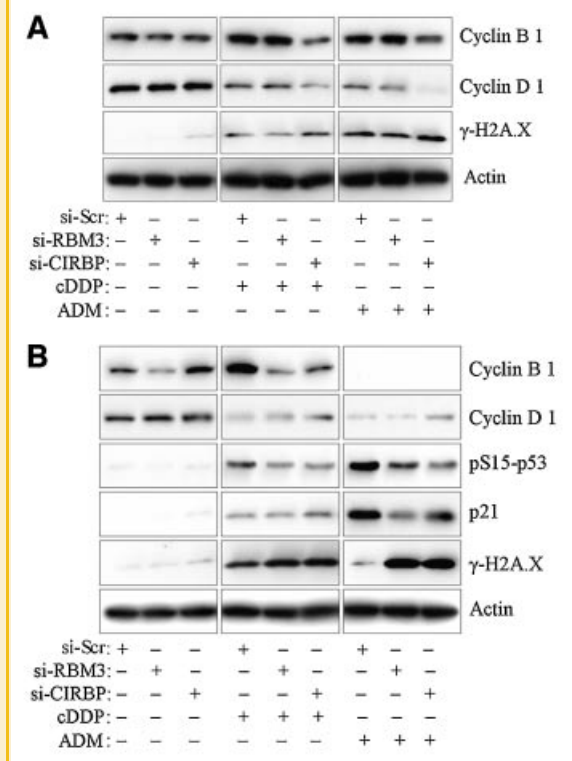 A
Cyclin B 1
Cyclin D 1
γ-H2A.X
Actin
si-Scr: + – – + – – + – –
si-RBM3: – + – – + – – + –
si-CIRBP: – – + – – + – – +
cDDP: – – – + + + – – –
ADM: – – – – – – + + +
B
Cyclin B 1
Cyclin D 1
pS15-p53
p21
γ-H2A.X
Actin
si-Scr: + – – + – – + – –
si-RBM3: – + – – + – – + –
si-CIRBP: – – + – – + – – +
cDDP: – – – + + + – – –
ADM: – – – – – – + + +